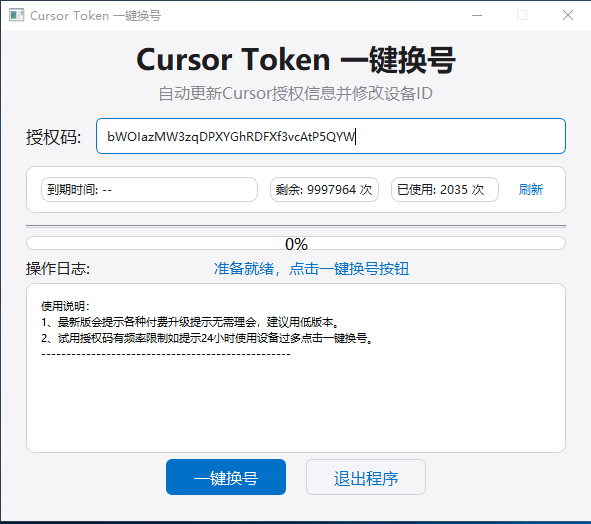 Cursor Token 一键换号
Cursor Token 一键换号
自动更新Cursor授权信息并修改设备ID
授权码: bWOIazMW3zqDPXYGhRDFXf3vcAtP5QYW
到期时间: -- 剩余: 9997964 次 已使用: 2035 次 刷新
0%
操作日志: 准备就绪，点击一键换号按钮
使用说明：
1、最新版会提示各种付费升级提示无需理会，建议用低版本。
2、试用授权码有频率限制如提示24小时使用设备过多点击一键换号。
--------------------------------------------------
一键换号 退出程序